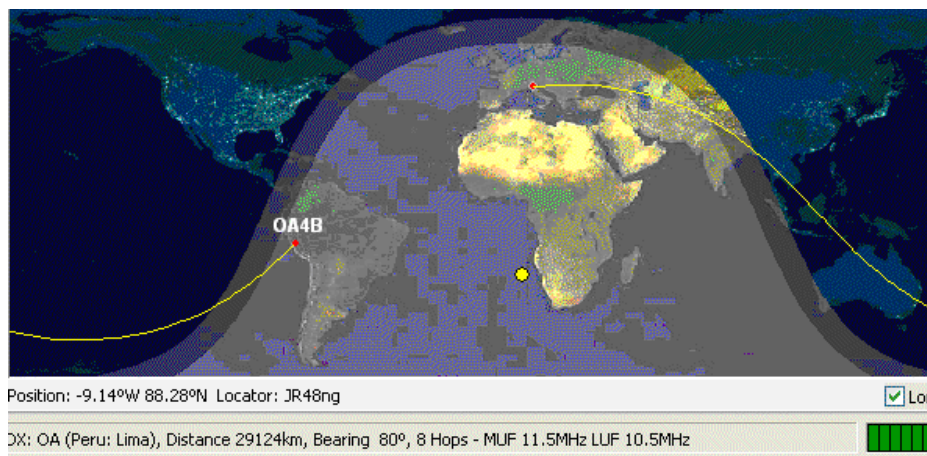 OA4B
Position: -9.14ºW 88.28ºN Locator: JR48ng
Lo
DX: OA (Peru: Lima), Distance 29124km, Bearing 80º, 8 Hops - MUF 11.5MHz LUF 10.5MHz